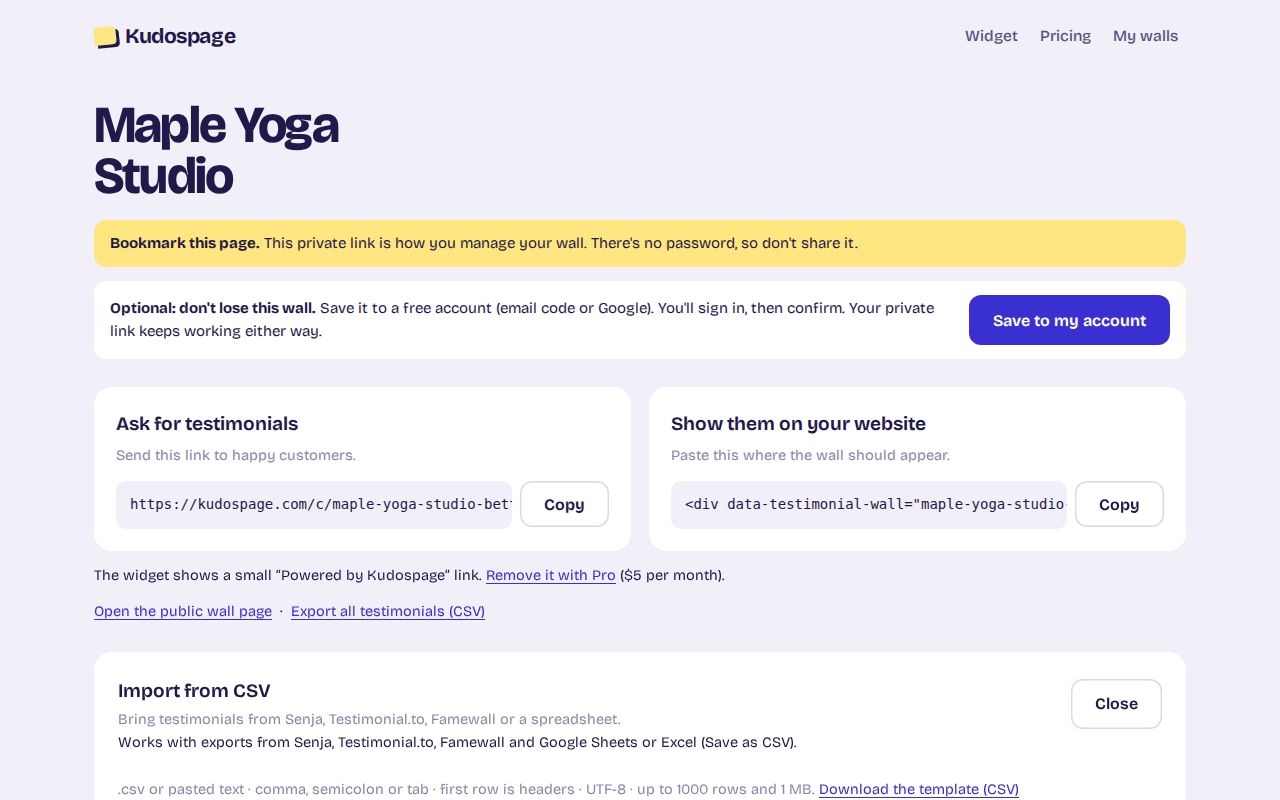 Kudospage
Widget
Pricing
My walls
Maple Yoga
Studio
Bookmark this page. This private link is how you manage your wall. There's no password, so don't share it.
Optional: don't lose this wall. Save it to a free account (email code or Google). You'll sign in, then confirm. Your private
link keeps working either way.
Save to my account
Ask for testimonials
Send this link to happy customers.
https://kudospage.com/c/maple-yoga-studio-bett
Copy
Show them on your website
Paste this where the wall should appear.
<div data-testimonial-wall="maple-yoga-studio-
Copy
The widget shows a small “Powered by Kudospage” link. Remove it with Pro ($5 per month).
Open the public wall page · Export all testimonials (CSV)
Import from CSV
Bring testimonials from Senja, Testimonial.to, Famewall or a spreadsheet.
Works with exports from Senja, Testimonial.to, Famewall and Google Sheets or Excel (Save as CSV).
Close
.csv or pasted text · comma, semicolon or tab · first row is headers · UTF-8 · up to 1000 rows and 1 MB. Download the template (CSV)